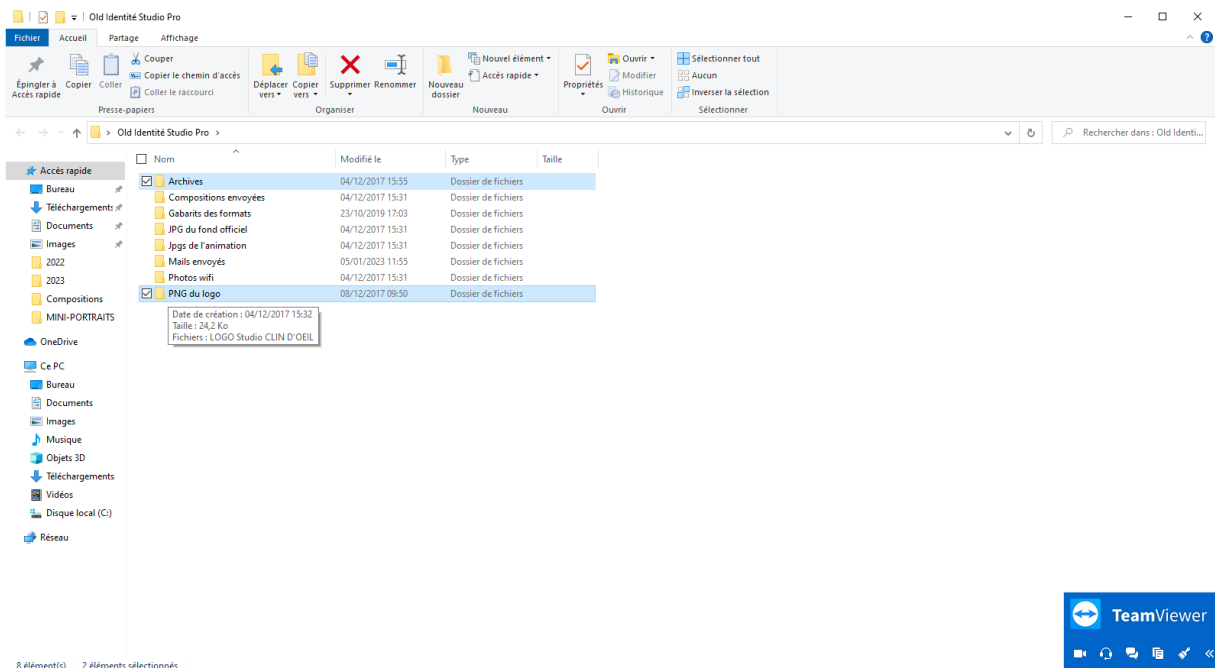 Old Identité Studio Pro
Fichier Accueil Partage Affichage
Épingler à Accès rapide
Copier
Coller
Couper
Copier le chemin d'accès
Coller le raccourci
Presse-papiers
Déplacer vers
Copier vers
Supprimer
Renommer
Organiser
Nouveau dossier
Nouvel élément
Accès rapide
Nouveau
Propriétés
Ouvrir
Modifier
Historique
Ouvrir
Sélectionner tout
Aucun
Inverser la sélection
Sélectionner
Old Identité Studio Pro
Rechercher dans : Old Identi...
Accès rapide
Bureau
Téléchargements
Documents
Images
2022
2023
Compositions
MINI-PORTRAITS
OneDrive
Ce PC
Bureau
Documents
Images
Musique
Objets 3D
Téléchargements
Vidéos
Disque local (C:)
Réseau
Nom Modifié le Type Taille
Archives 04/12/2017 15:55 Dossier de fichiers
Compositions envoyées 04/12/2017 15:31 Dossier de fichiers
Gabarits des formats 23/10/2019 17:03 Dossier de fichiers
JPG du fond officiel 04/12/2017 15:31 Dossier de fichiers
Jpgs de l'animation 04/12/2017 15:31 Dossier de fichiers
Mails envoyés 05/01/2023 11:55 Dossier de fichiers
Photos wifi 04/12/2017 15:31 Dossier de fichiers
PNG du logo 08/12/2017 09:50 Dossier de fichiers
Date de création : 04/12/2017 15:32
Taille : 24,2 Ko
Fichiers : LOGO Studio CLIN D'OEIL
TeamViewer
8 élément(s) 2 éléments sélectionnés